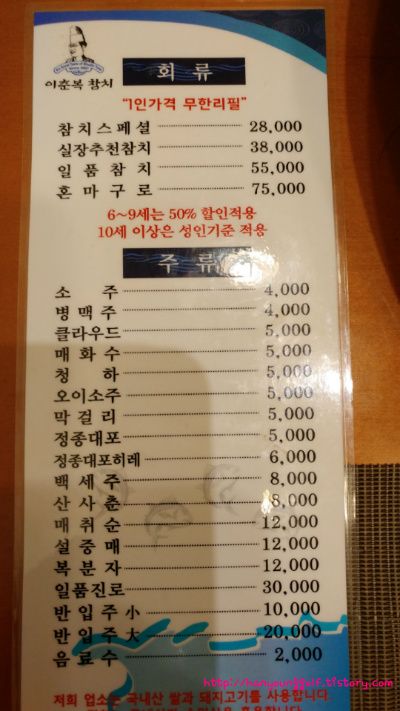 이춘복 참치
회 류
"1인가격 무한리필"
참치스페셜 28,000
실장추천참치 38,000
일품참치 55,000
혼마구로 75,000
6~9세는 50% 할인적용
10세 이상은 성인기준 적용
주 류
소 주 4,000
병맥주 4,000
클라우드 5,000
매화수 5,000
청 하 5,000
오이소주 5,000
막걸리 5,000
정종대포 5,000
정종대포히레 6,000
백세주 8,000
산사춘 8,000
매취순 12,000
설중매 12,000
복분자 12,000
일품진로 30,000
반입주 小 10,000
반입주 大 20,000
음료수 2,000
저희 업소는 국내산 쌀과 돼지고기를 사용합니다.